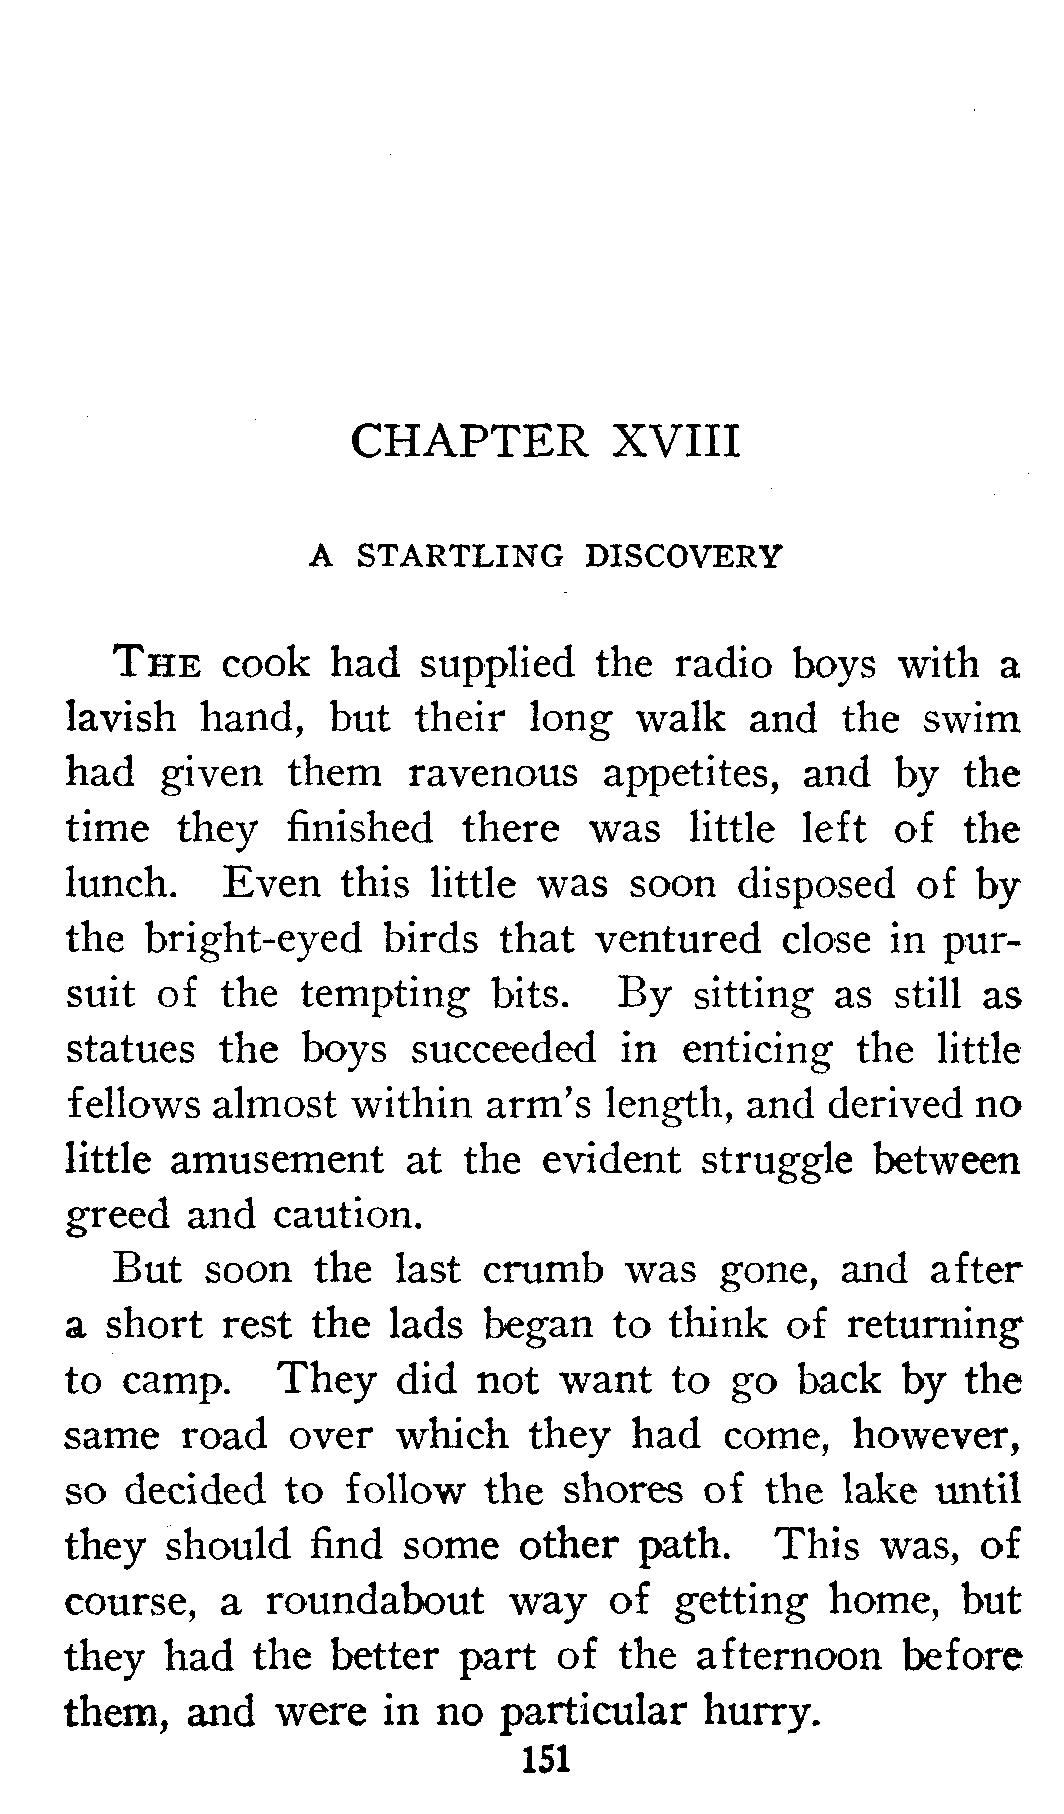 CHAPTER XVIII
A STARTLING DISCOVERY
THE cook had supplied the radio boys with a
lavish hand, but their long walk and the swim
had given them ravenous appetites, and by the
time they finished there was little left of the
lunch. Even this little was soon disposed of by
the bright-eyed birds that ventured close in pur-
suit of the tempting bits. By sitting as still as
statues the boys succeeded in enticing the little
fellows almost within arm's length, and derived no
little amusement at the evident struggle between
greed and caution.
But soon the last crumb was gone, and after
a short rest the lads began to think of returning
to camp. They did not want to go back by the
same road over which they had come, however,
so decided to follow the shores of the lake until
they should find some other path. This was, of
course, a roundabout way of getting home, but
they had the better part of the afternoon before
them, and were in no particular hurry.
151